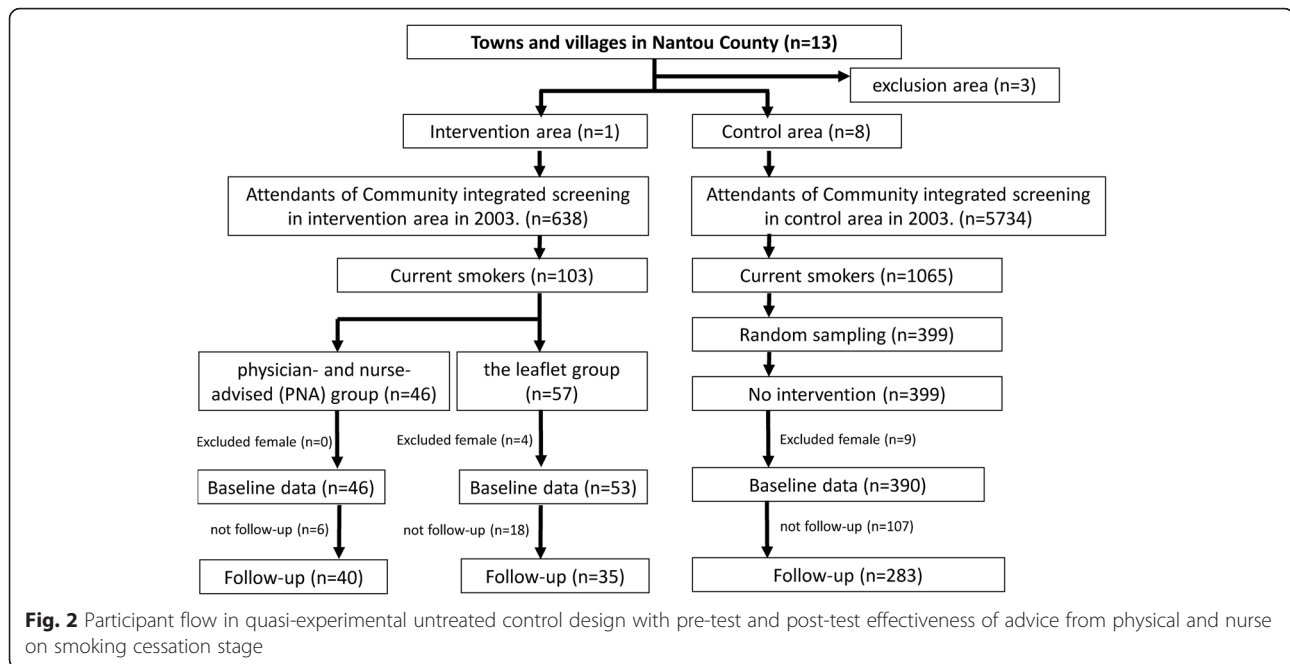 Towns and villages in Nantou County (n=13)
exclusion area (n=3)
Intervention area (n=1)
Control area (n=8)
Attendants of Community integrated screening
in intervention area in 2003. (n=638)
Attendants of Community integrated screening
in control area in 2003. (n=5734)
Current smokers (n=103)
Current smokers (n=1065)
Random sampling (n=399)
physician- and nurse-
advised (PNA) group (n=46)
the leaflet group
(n=57)
No intervention (n=399)
Excluded female (n=0)
Excluded female (n=4)
Excluded female (n=9)
Baseline data (n=46)
Baseline data (n=53)
Baseline data (n=390)
not follow-up (n=6)
not follow-up (n=18)
not follow-up (n=107)
Follow-up (n=40)
Follow-up (n=35)
Follow-up (n=283)
Fig. 2 Participant flow in quasi-experimental untreated control design with pre-test and post-test effectiveness of advice from physical and nurse
on smoking cessation stage